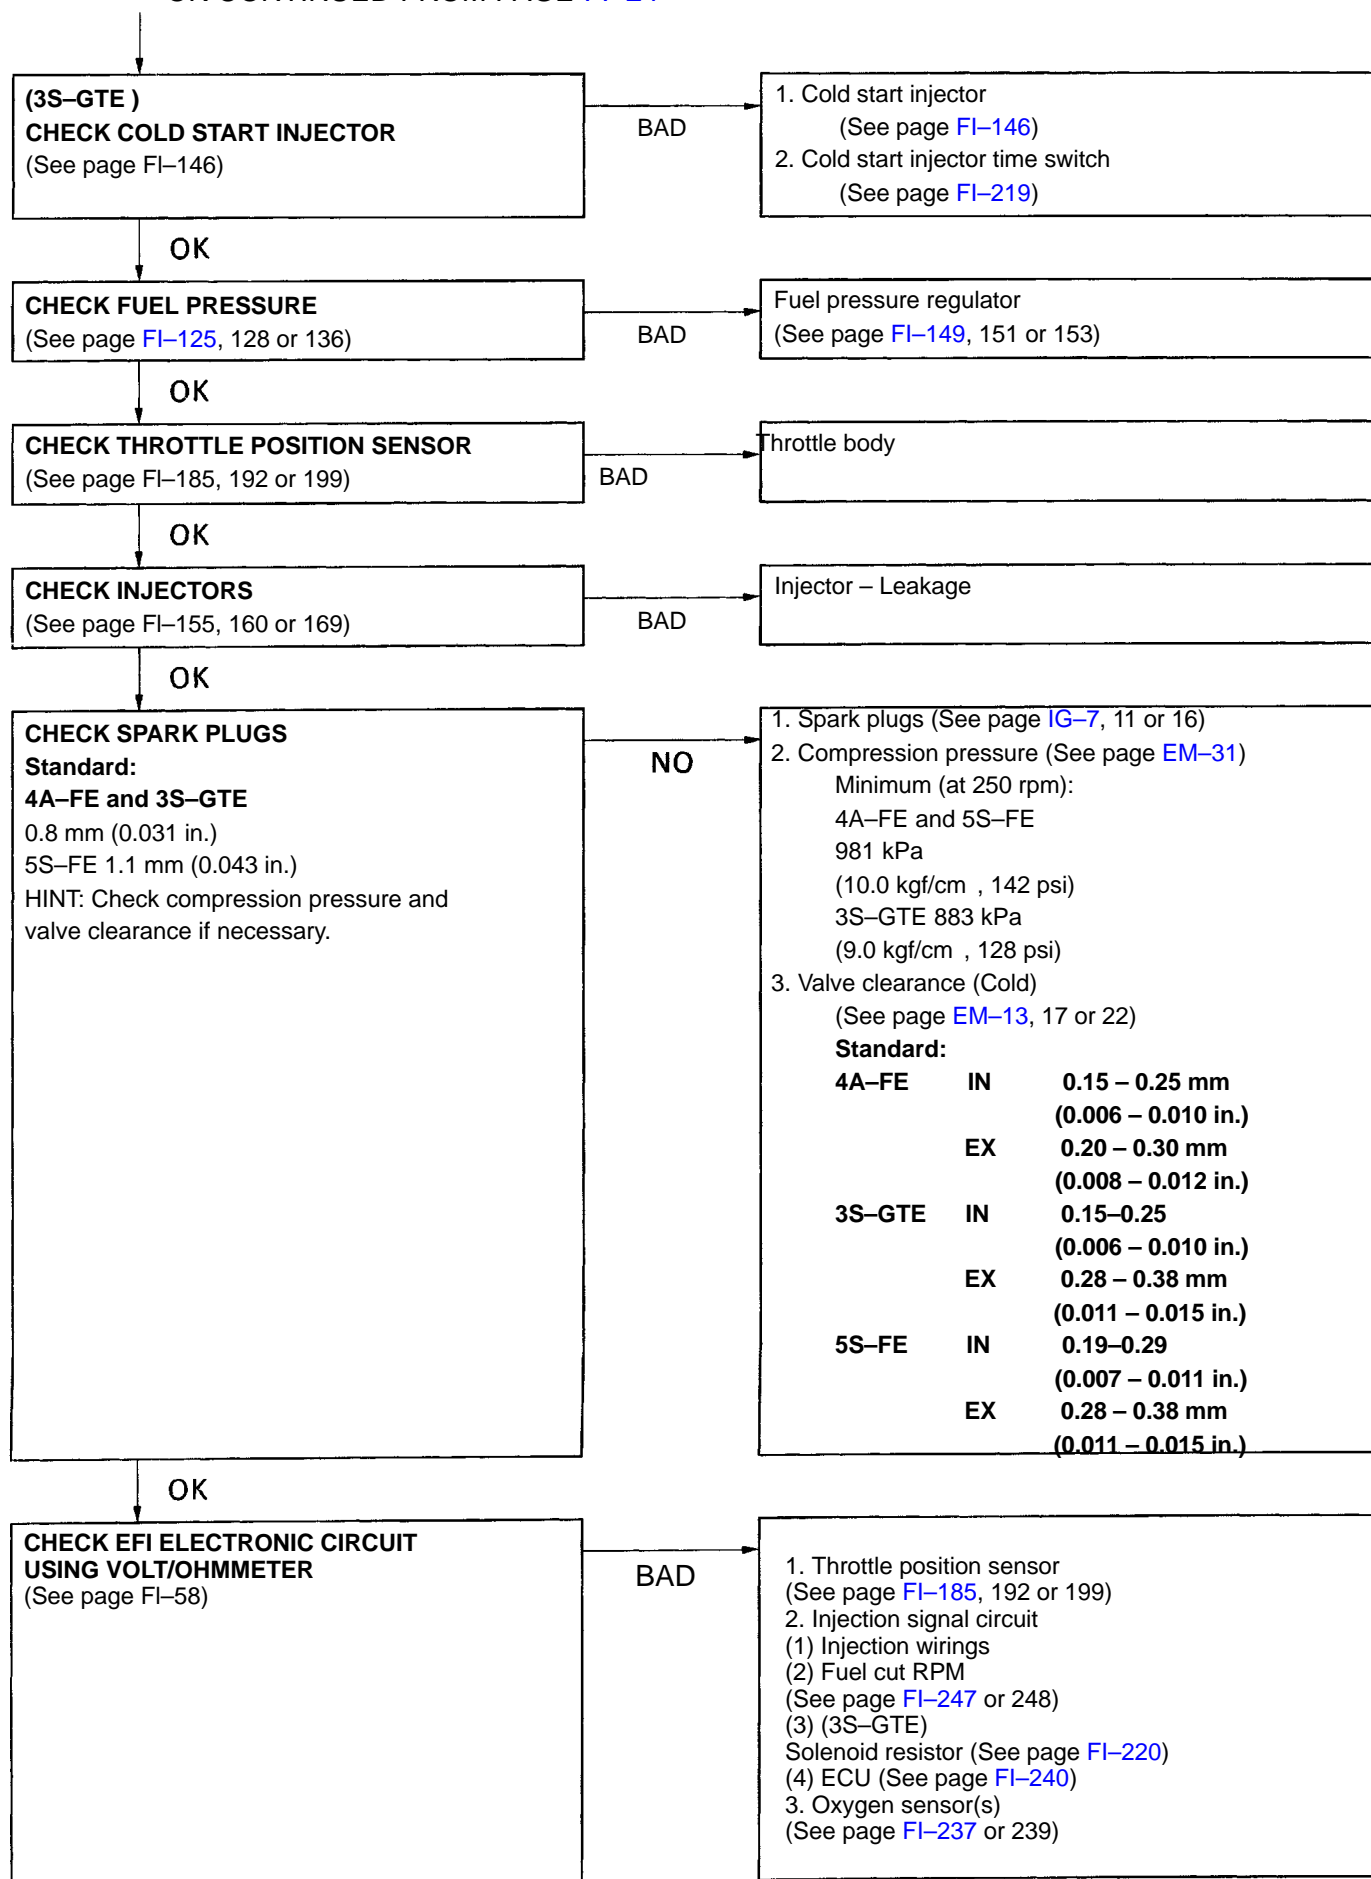 (3S–GTE )
CHECK COLD START INJECTOR
(See page FI–146)
BAD
1. Cold start injector
(See page FI–146)
2. Cold start injector time switch
(See page FI–219)
OK
CHECK FUEL PRESSURE
(See page FI–125, 128 or 136)
BAD
Fuel pressure regulator
(See page FI–149, 151 or 153)
OK
CHECK THROTTLE POSITION SENSOR
(See page FI–185, 192 or 199)
BAD
Throttle body
OK
CHECK INJECTORS
(See page FI–155, 160 or 169)
BAD
Injector – Leakage
OK
CHECK SPARK PLUGS
Standard:
4A–FE and 3S–GTE
0.8 mm (0.031 in.)
5S–FE 1.1 mm (0.043 in.)
HINT: Check compression pressure and
valve clearance if necessary.
NO
1. Spark plugs (See page IG–7, 11 or 16)
2. Compression pressure (See page EM–31)
Minimum (at 250 rpm):
4A–FE and 5S–FE
981 kPa
(10.0 kgf/cm , 142 psi)
3S–GTE 883 kPa
(9.0 kgf/cm , 128 psi)
3. Valve clearance (Cold)
(See page EM–13, 17 or 22)
Standard:
4A–FE IN 0.15 – 0.25 mm
(0.006 – 0.010 in.)
EX 0.20 – 0.30 mm
(0.008 – 0.012 in.)
3S–GTE IN 0.15–0.25
(0.006 – 0.010 in.)
EX 0.28 – 0.38 mm
(0.011 – 0.015 in.)
5S–FE IN 0.19–0.29
(0.007 – 0.011 in.)
EX 0.28 – 0.38 mm
(0.011 – 0.015 in.)
OK
CHECK EFI ELECTRONIC CIRCUIT
USING VOLT/OHMMETER
(See page FI–58)
BAD
1. Throttle position sensor
(See page FI–185, 192 or 199)
2. Injection signal circuit
(1) Injection wirings
(2) Fuel cut RPM
(See page FI–247 or 248)
(3) (3S–GTE)
Solenoid resistor (See page FI–220)
(4) ECU (See page FI–240)
3. Oxygen sensor(s)
(See page FI–237 or 239)